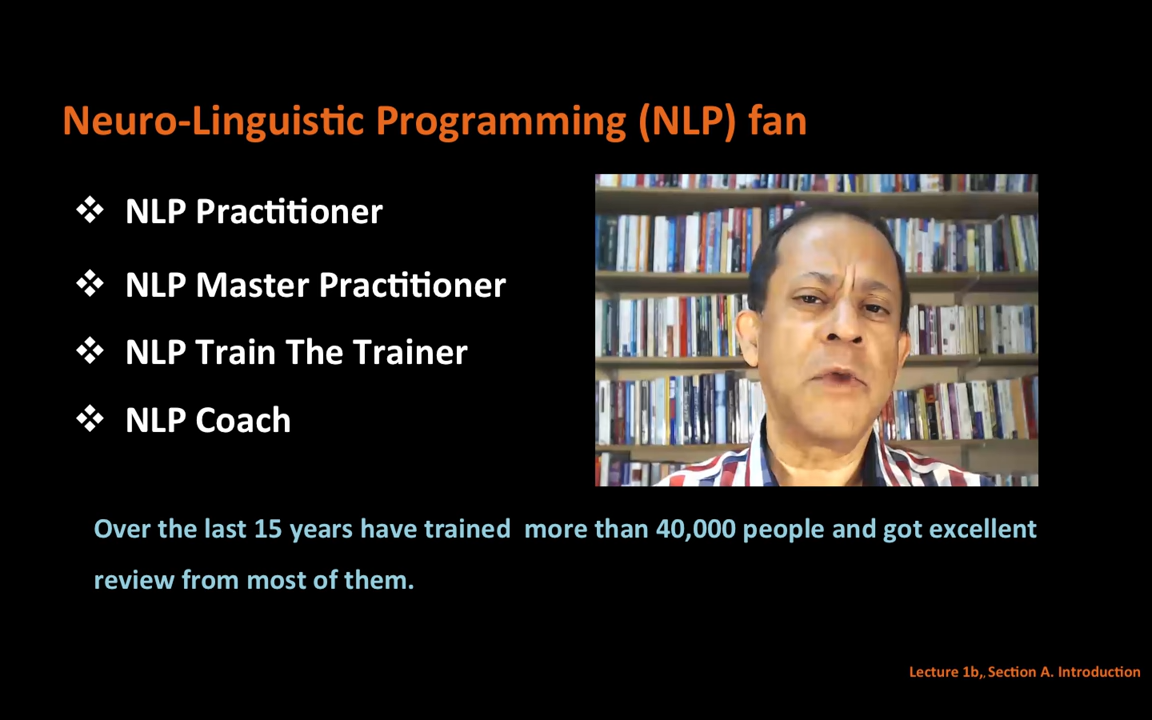 Neuro-Linguistic Programming (NLP) fan
❖ NLP Practitioner
❖ NLP Master Practitioner
❖ NLP Train The Trainer
❖ NLP Coach
Over the last 15 years have trained  more than 40,000 people and got excellent
review from most of them.
Lecture 1b,, Section A. Introduction